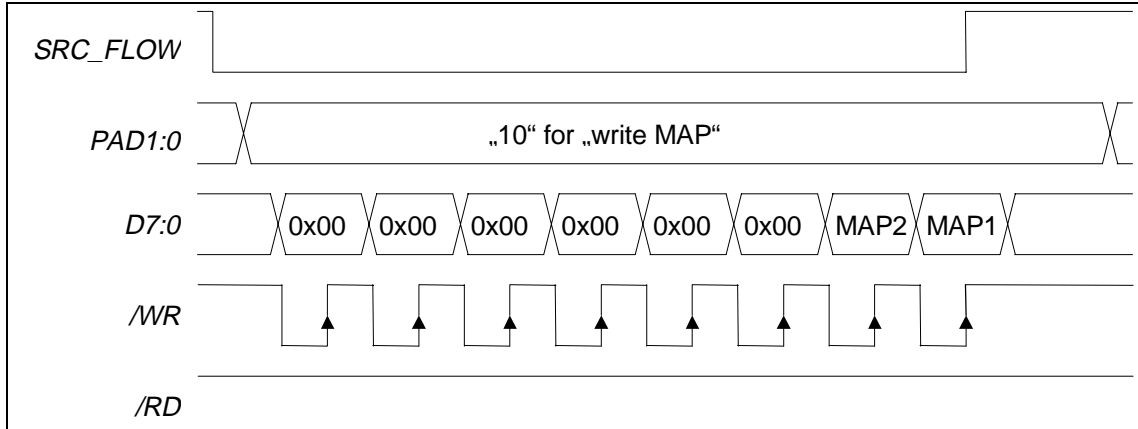 SRC_FLOW
PAD1:0 „10“ for „write MAP“
D7:0 0x00 0x00 0x00 0x00 0x00 0x00 MAP2 MAP1
/WR
/RD